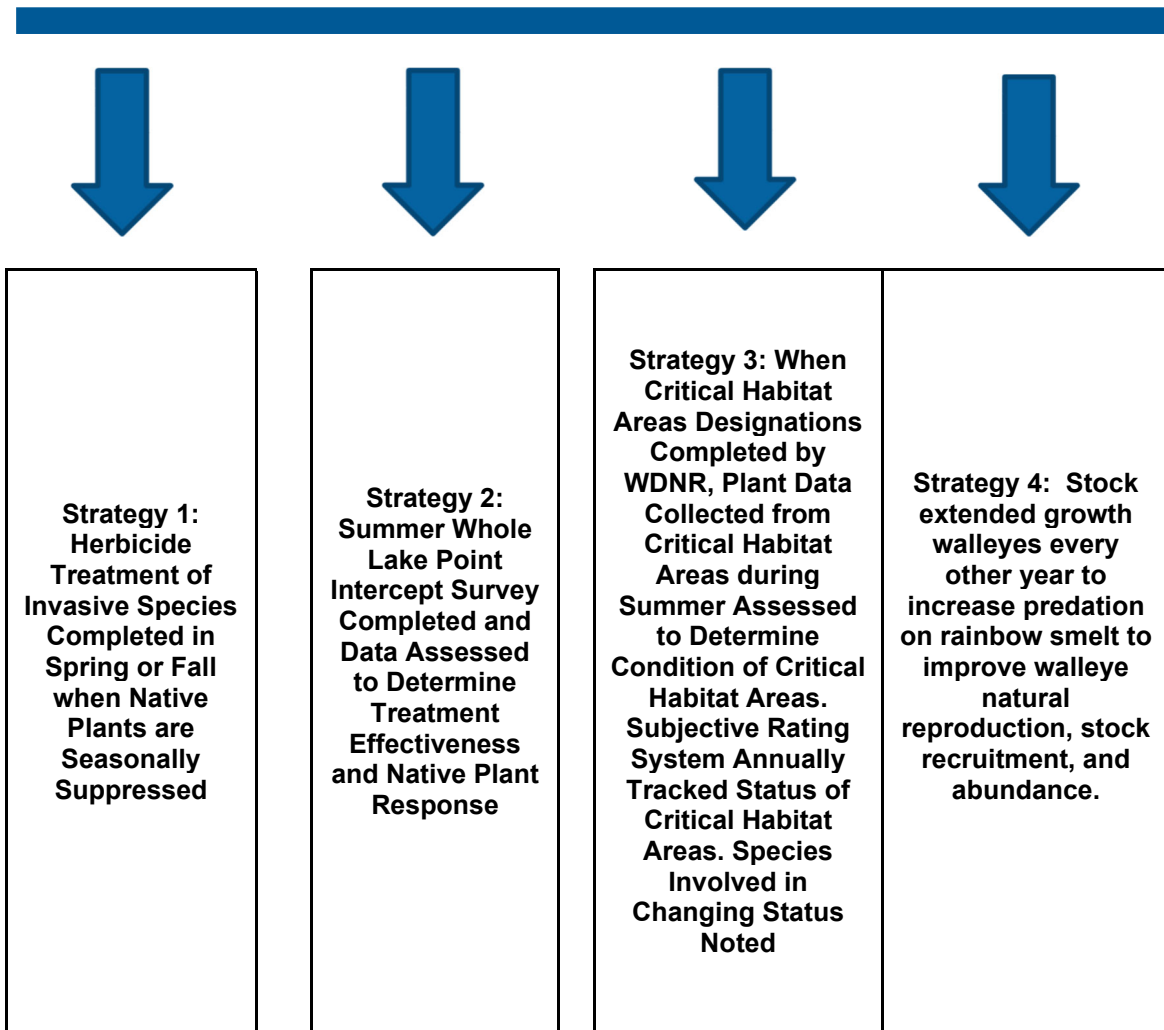 Strategy 1:
Herbicide
Treatment of
Invasive Species
Completed in
Spring or Fall
when Native
Plants are
Seasonally
Suppressed
Strategy 2:
Summer Whole
Lake Point
Intercept Survey
Completed and
Data Assessed
to Determine
Treatment
Effectiveness
and Native Plant
Response
Strategy 3: When
Critical Habitat
Areas Designations
Completed by
WDNR, Plant Data
Collected from
Critical Habitat
Areas during
Summer Assessed
to Determine
Condition of Critical
Habitat Areas.
Subjective Rating
System Annually
Tracked Status of
Critical Habitat
Areas. Species
Involved in
Changing Status
Noted
Strategy 4:  Stock
extended growth
walleyes every
other year to
increase predation
on rainbow smelt to
improve walleye
natural
reproduction, stock
recruitment, and
abundance.